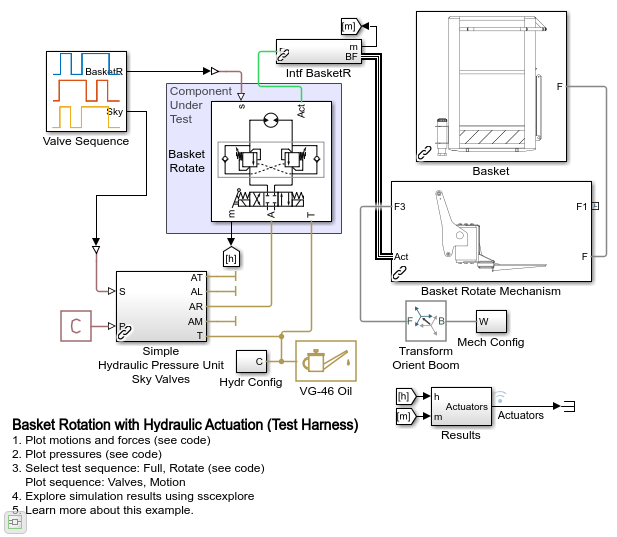 [m]
m
BF
Intf BasketR
BasketR
Sky
Valve Sequence
Component
Under
Test
s
Act
Basket
Rotate
m
A
T
[h]
F
Basket
F3
F1
Act
F
Basket Rotate Mechanism
S
P
AT
AL
AR
AM
T
C
Simple
Hydraulic Pressure Unit
Sky Valves
C
Hydr Config
VG-46 Oil
F
B
Transform
Orient Boom
W
Mech Config
[h]
[m]
h
m
Actuators
Results
Actuators
Basket Rotation with Hydraulic Actuation (Test Harness)
1. Plot motions and forces (see code)
2. Plot pressures (see code)
3. Select test sequence: Full, Rotate (see code)
Plot sequence: Valves, Motion
4. Explore simulation results using sscexplore
5. Learn more about this example.